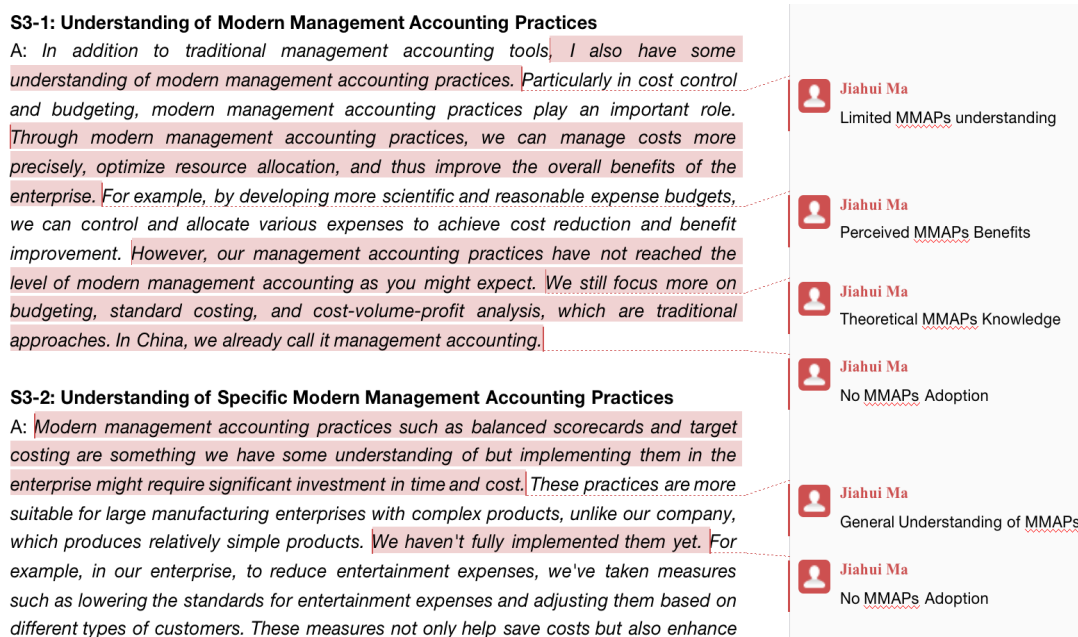 S3-1: Understanding of Modern Management Accounting Practices
A: In addition to traditional management accounting tools, I also have some
understanding of modern management accounting practices. Particularly in cost control
and budgeting, modern management accounting practices play an important role.
Through modern management accounting practices, we can manage costs more
precisely, optimize resource allocation, and thus improve the overall benefits of the
enterprise. For example, by developing more scientific and reasonable expense budgets,
we can control and allocate various expenses to achieve cost reduction and benefit
improvement. However, our management accounting practices have not reached the
level of modern management accounting as you might expect. We still focus more on
budgeting, standard costing, and cost-volume-profit analysis, which are traditional
approaches. In China, we already call it management accounting.
S3-2: Understanding of Specific Modern Management Accounting Practices
A: Modern management accounting practices such as balanced scorecards and target
costing are something we have some understanding of but implementing them in the
enterprise might require significant investment in time and cost. These practices are more
suitable for large manufacturing enterprises with complex products, unlike our company,
which produces relatively simple products. We haven't fully implemented them yet. For
example, in our enterprise, to reduce entertainment expenses, we've taken measures
such as lowering the standards for entertainment expenses and adjusting them based on
different types of customers. These measures not only help save costs but also enhance
Jiahui Ma
Limited MMAPs understanding
Jiahui Ma
Perceived MMAPs Benefits
Jiahui Ma
Theoretical MMAPs Knowledge
Jiahui Ma
No MMAPs Adoption
Jiahui Ma
General Understanding of MMAPs
Jiahui Ma
No MMAPs Adoption